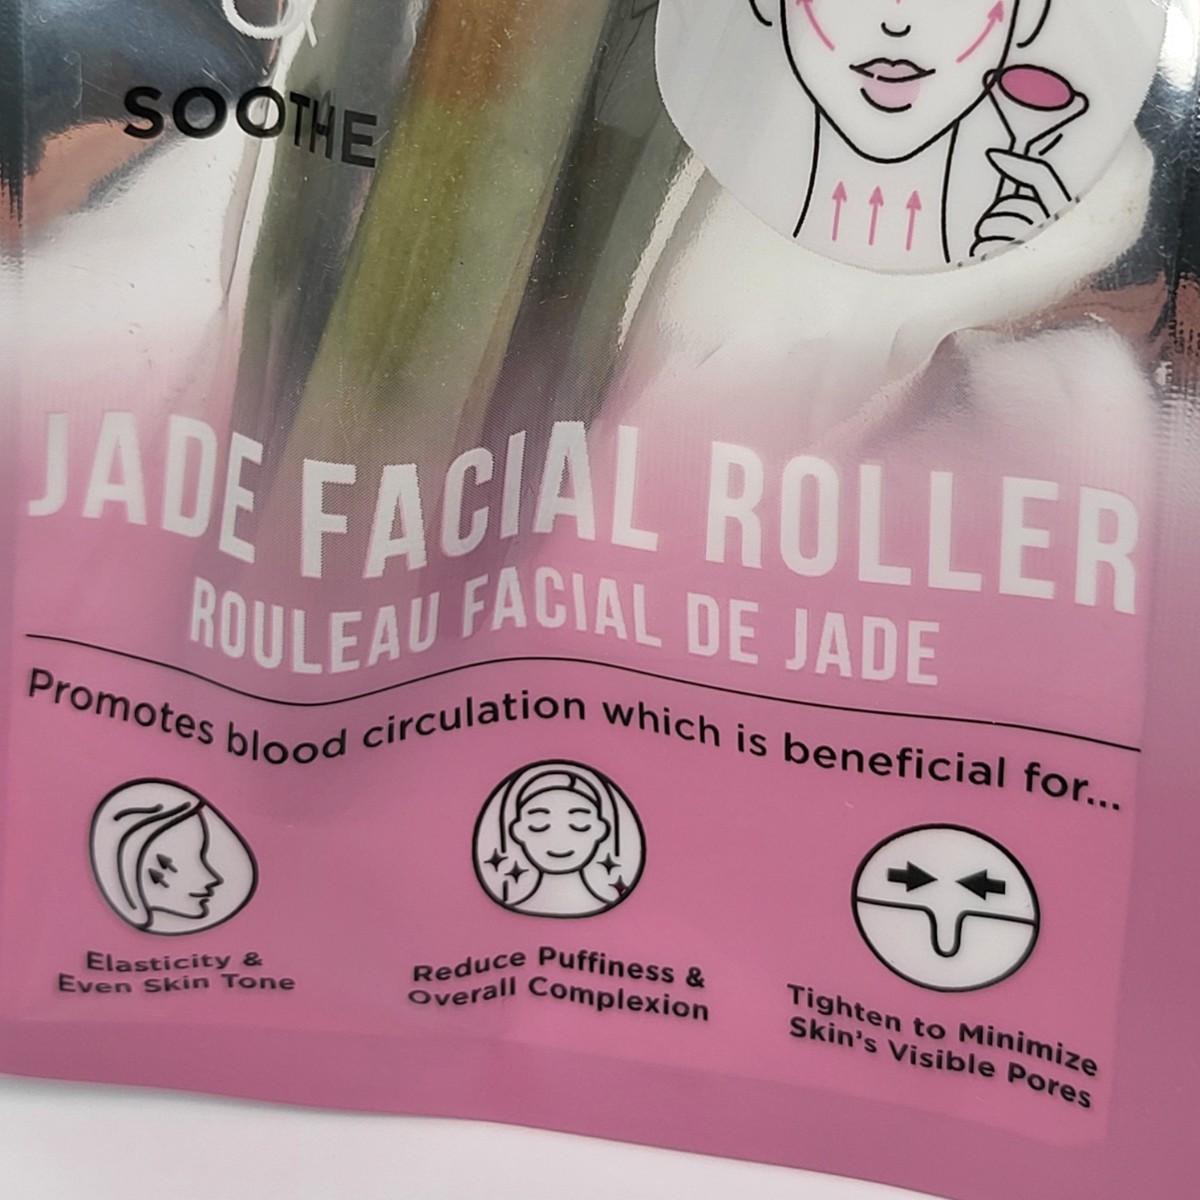 &
SOOTHE
JADE FACIAL ROLLER
ROULEAU FACIAL DE JADE
Promotes blood circulation which is beneficial for...
Elasticity &
Even Skin Tone
Reduce Puffiness &
Overall Complexion
Tighten to Minimize
Skin's Visible Pores